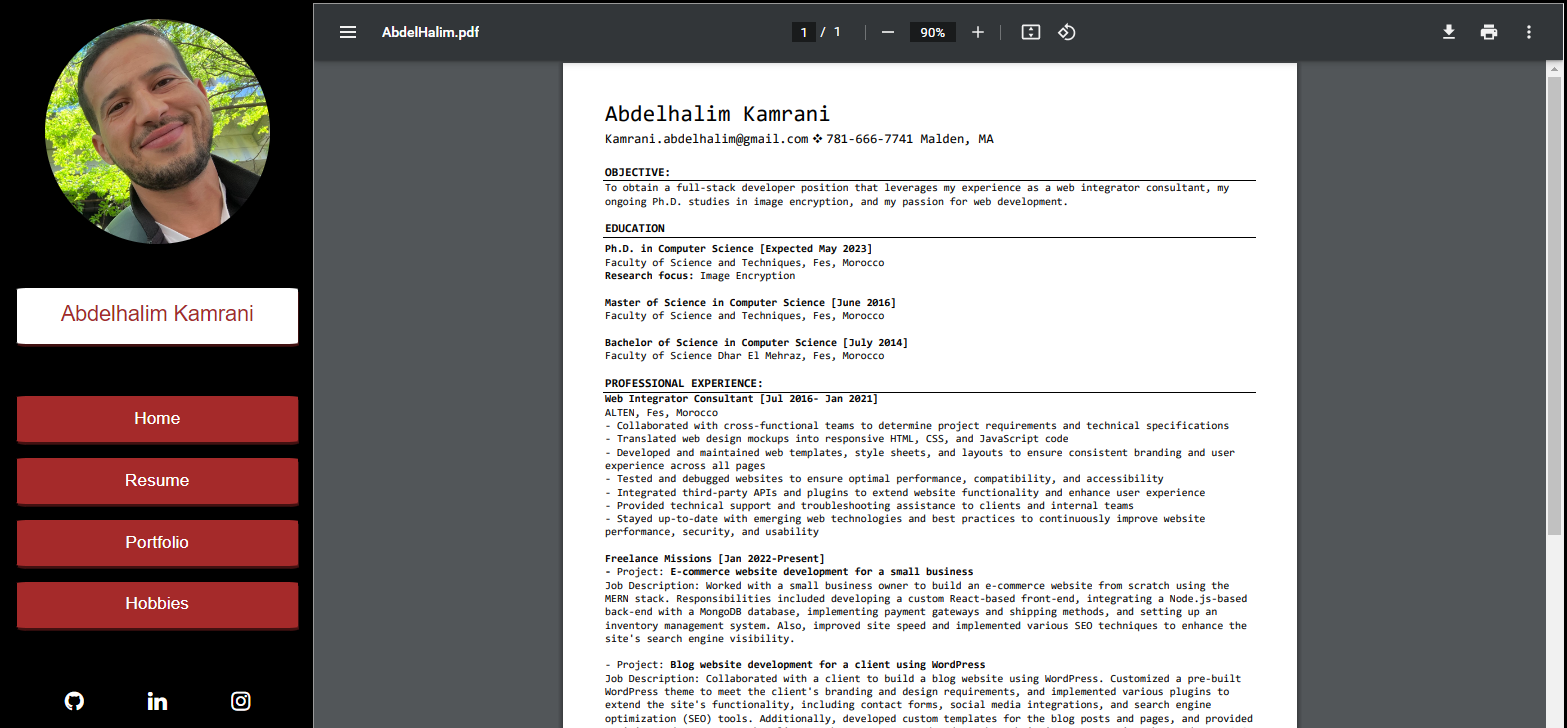 Abdelhalim Kamrani
Home
Resume
Portfolio
Hobbies
AbdelHalim.pdf
1 / 1
90%
Abdelhalim Kamrani
Kamrani.abdelhalim@gmail.com ❖ 781-666-7741 Malden, MA
OBJECTIVE:
To obtain a full-stack developer position that leverages my experience as a web integrator consultant, my
ongoing Ph.D. studies in image encryption, and my passion for web development.
EDUCATION
Ph.D. in Computer Science [Expected May 2023]
Faculty of Science and Techniques, Fes, Morocco
Research focus: Image Encryption
Master of Science in Computer Science [June 2016]
Faculty of Science and Techniques, Fes, Morocco
Bachelor of Science in Computer Science [July 2014]
Faculty of Science Dhar El Mehraz, Fes, Morocco
PROFESSIONAL EXPERIENCE:
Web Integrator Consultant [Jul 2016- Jan 2021]
ALTEN, Fes, Morocco
- Collaborated with cross-functional teams to determine project requirements and technical specifications
- Translated web design mockups into responsive HTML, CSS, and JavaScript code
- Developed and maintained web templates, style sheets, and layouts to ensure consistent branding and user
experience across all pages
- Tested and debugged websites to ensure optimal performance, compatibility, and accessibility
- Integrated third-party APIs and plugins to extend website functionality and enhance user experience
- Provided technical support and troubleshooting assistance to clients and internal teams
- Stayed up-to-date with emerging web technologies and best practices to continuously improve website
performance, security, and usability
Freelance Missions [Jan 2022-Present]
- Project: E-commerce website development for a small business
Job Description: Worked with a small business owner to build an e-commerce website from scratch using the
MERN stack. Responsibilities included developing a custom React-based front-end, integrating a Node.js-based
back-end with a MongoDB database, implementing payment gateways and shipping methods, and setting up an
inventory management system. Also, improved site speed and implemented various SEO techniques to enhance the
site's search engine visibility.
- Project: Blog website development for a client using WordPress
Job Description: Collaborated with a client to build a blog website using WordPress. Customized a pre-built
WordPress theme to meet the client's branding and design requirements, and implemented various plugins to
extend the site's functionality, including contact forms, social media integrations, and search engine
optimization (SEO) tools. Additionally, developed custom templates for the blog posts and pages, and provided